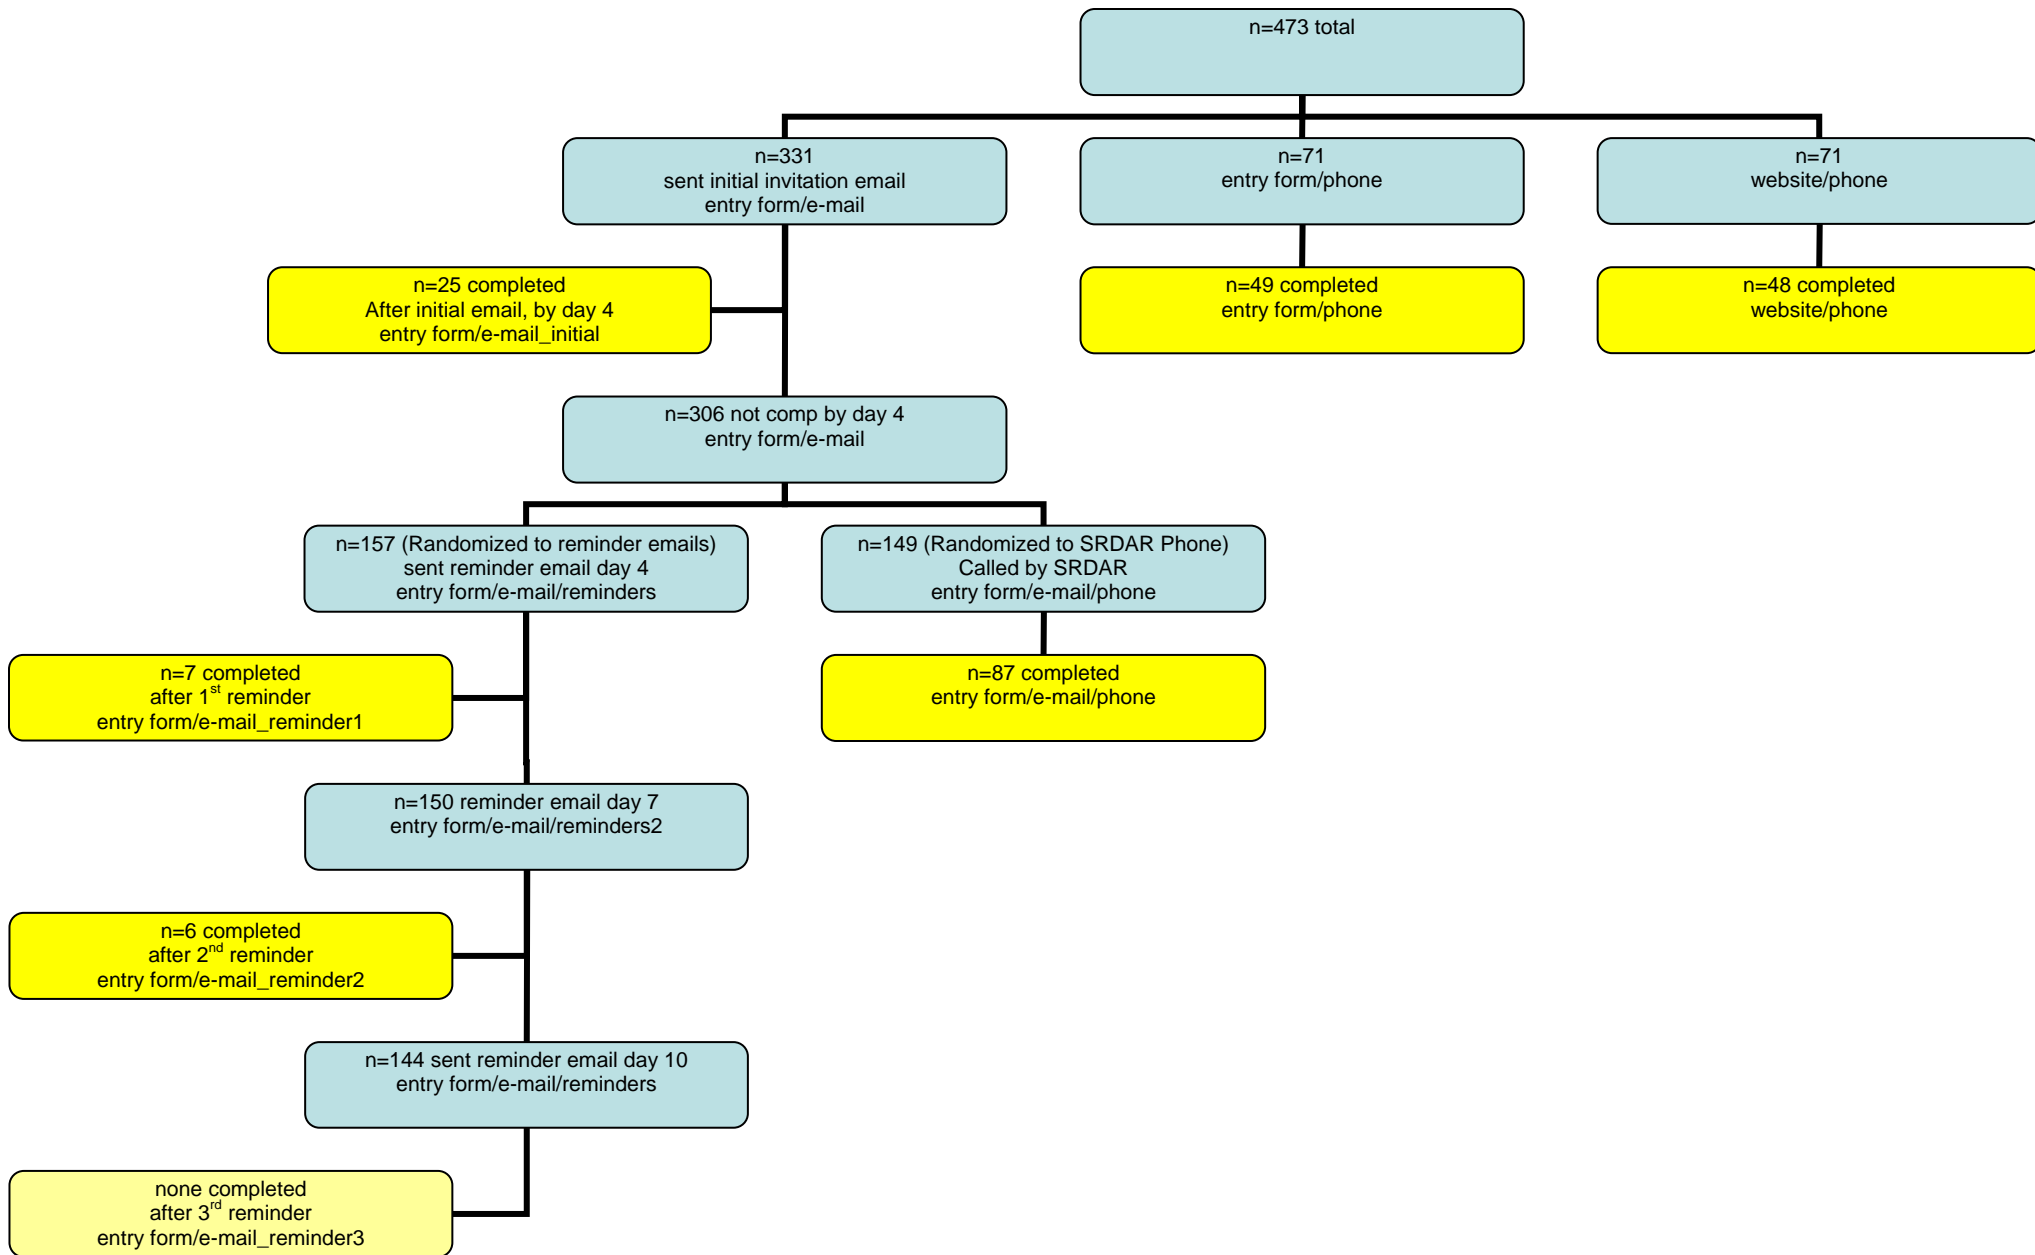 n=473 total
n=331
sent initial invitation email
entry form/e-mail
n=71
entry form/phone
n=71
website/phone
n=25 completed
After initial email, by day 4
entry form/e-mail_initial
n=49 completed
entry form/phone
n=48 completed
website/phone
n=306 not comp by day 4
entry form/e-mail
n=157 (Randomized to reminder emails)
sent reminder email day 4
entry form/e-mail/reminders
n=149 (Randomized to SRDAR Phone)
Called by SRDAR
entry form/e-mail/phone
n=7 completed
after 1st reminder
entry form/e-mail_reminder1
n=87 completed
entry form/e-mail/phone
n=150 reminder email day 7
entry form/e-mail/reminders2
n=6 completed
after 2nd reminder
entry form/e-mail_reminder2
n=144 sent reminder email day 10
entry form/e-mail/reminders
none completed
after 3rd reminder
entry form/e-mail_reminder3